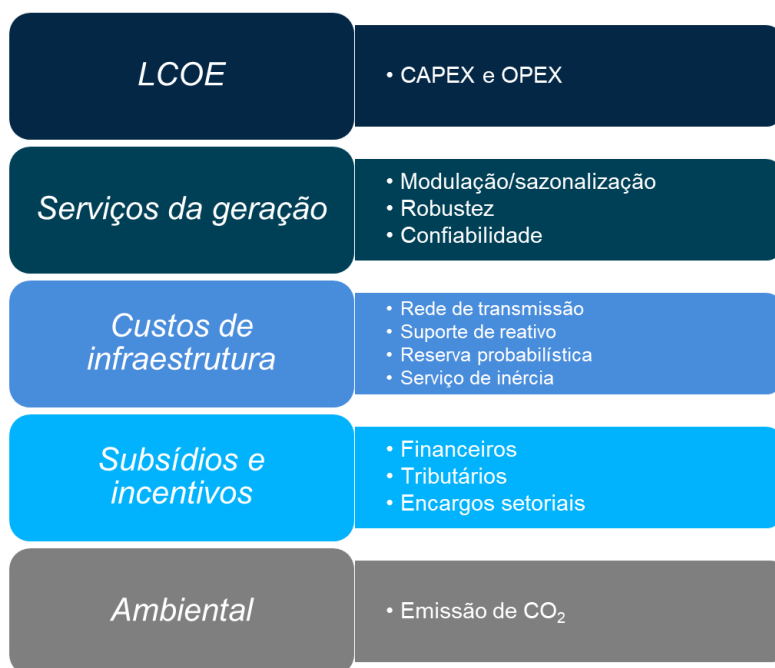 LCOE
• CAPEX e OPEX
Serviços da geração
• Modulação/sazonalização
• Robustez
• Confiabilidade
Custos de
infraestrutura
• Rede de transmissão
• Suporte de reativo
• Reserva probabilística
• Serviço de inércia
Subsídios e
incentivos
• Financeiros
• Tributários
• Encargos setoriais
Ambiental
• Emissão de CO₂